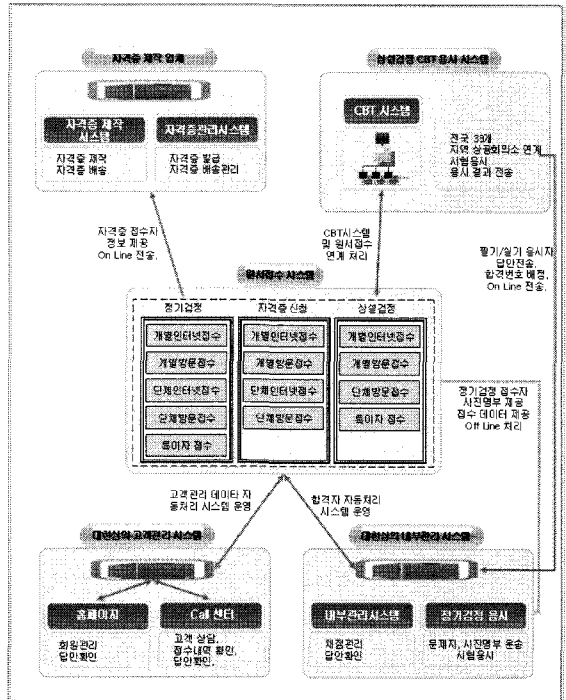 자격증 제작 업체
상설검정 CBT 응시 시스템
자격증 제작
시스템
자격증관리시스템
자격증 제작
자격증 배송
자격증 발급
자격증 배송관리
CBT 시스템
전국 38개
지역 상공회의소 연계
시험응시
응시 결과 전송
자격증 접수자
정보 제공
On Line 전송,
CBT시스템
및 원서접수
연계 처리
필기/실기 응시자
답안전송,
합격번호 배정,
On Line 전송,
원서접수 시스템
정기검정
자격증 신청
상설검정
개별인터넷접수
개별방문접수
단체인터넷접수
단체방문접수
특이자 접수
개별인터넷접수
개별방문접수
단체인터넷접수
단체방문접수
개별인터넷접수
개별방문접수
단체방문접수
특이자 접수
정기검정 접수자
사진명부 제공
접수 데이터 제공
Off Line 처리
고객관리 데이타 자
동처리 시스템 운영
합격자 자동처리
시스템 운영
대한상의 고객관리 시스템
대한상의 내부관리 시스템
홈페이지
Call 센터
회원관리
답안확인
고객 상담,
접수내역 확인,
답안확인,
내부관리시스템
정기검정 응시
채점관리
답안확인
문제지, 사진명부 운송
시험응시